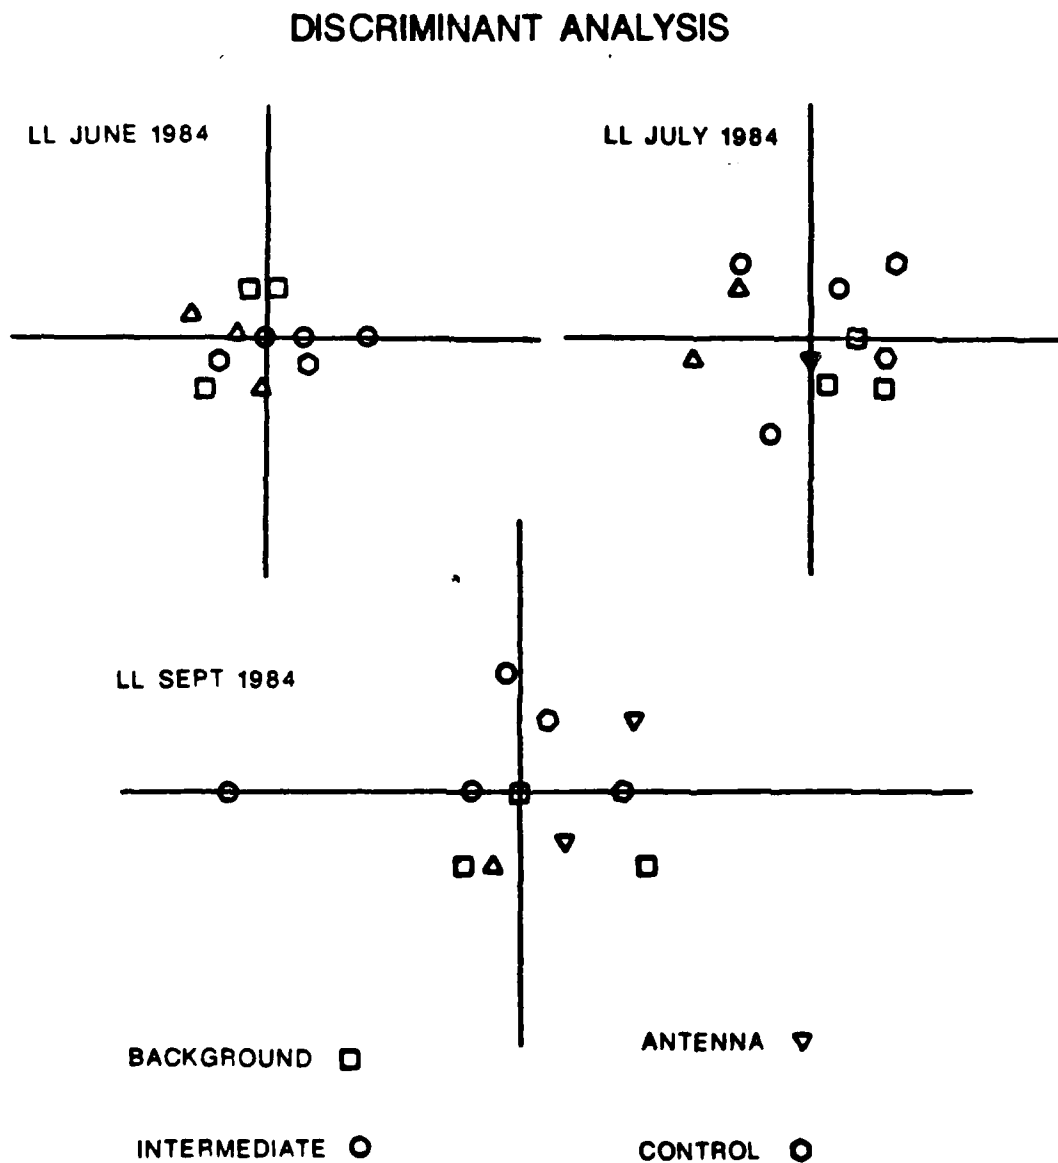 DISCRIMINANT ANALYSIS
LL JUNE 1984
LL JULY 1984
LL SEPT 1984
BACKGROUND
ANTENNA
INTERMEDIATE
CONTROL